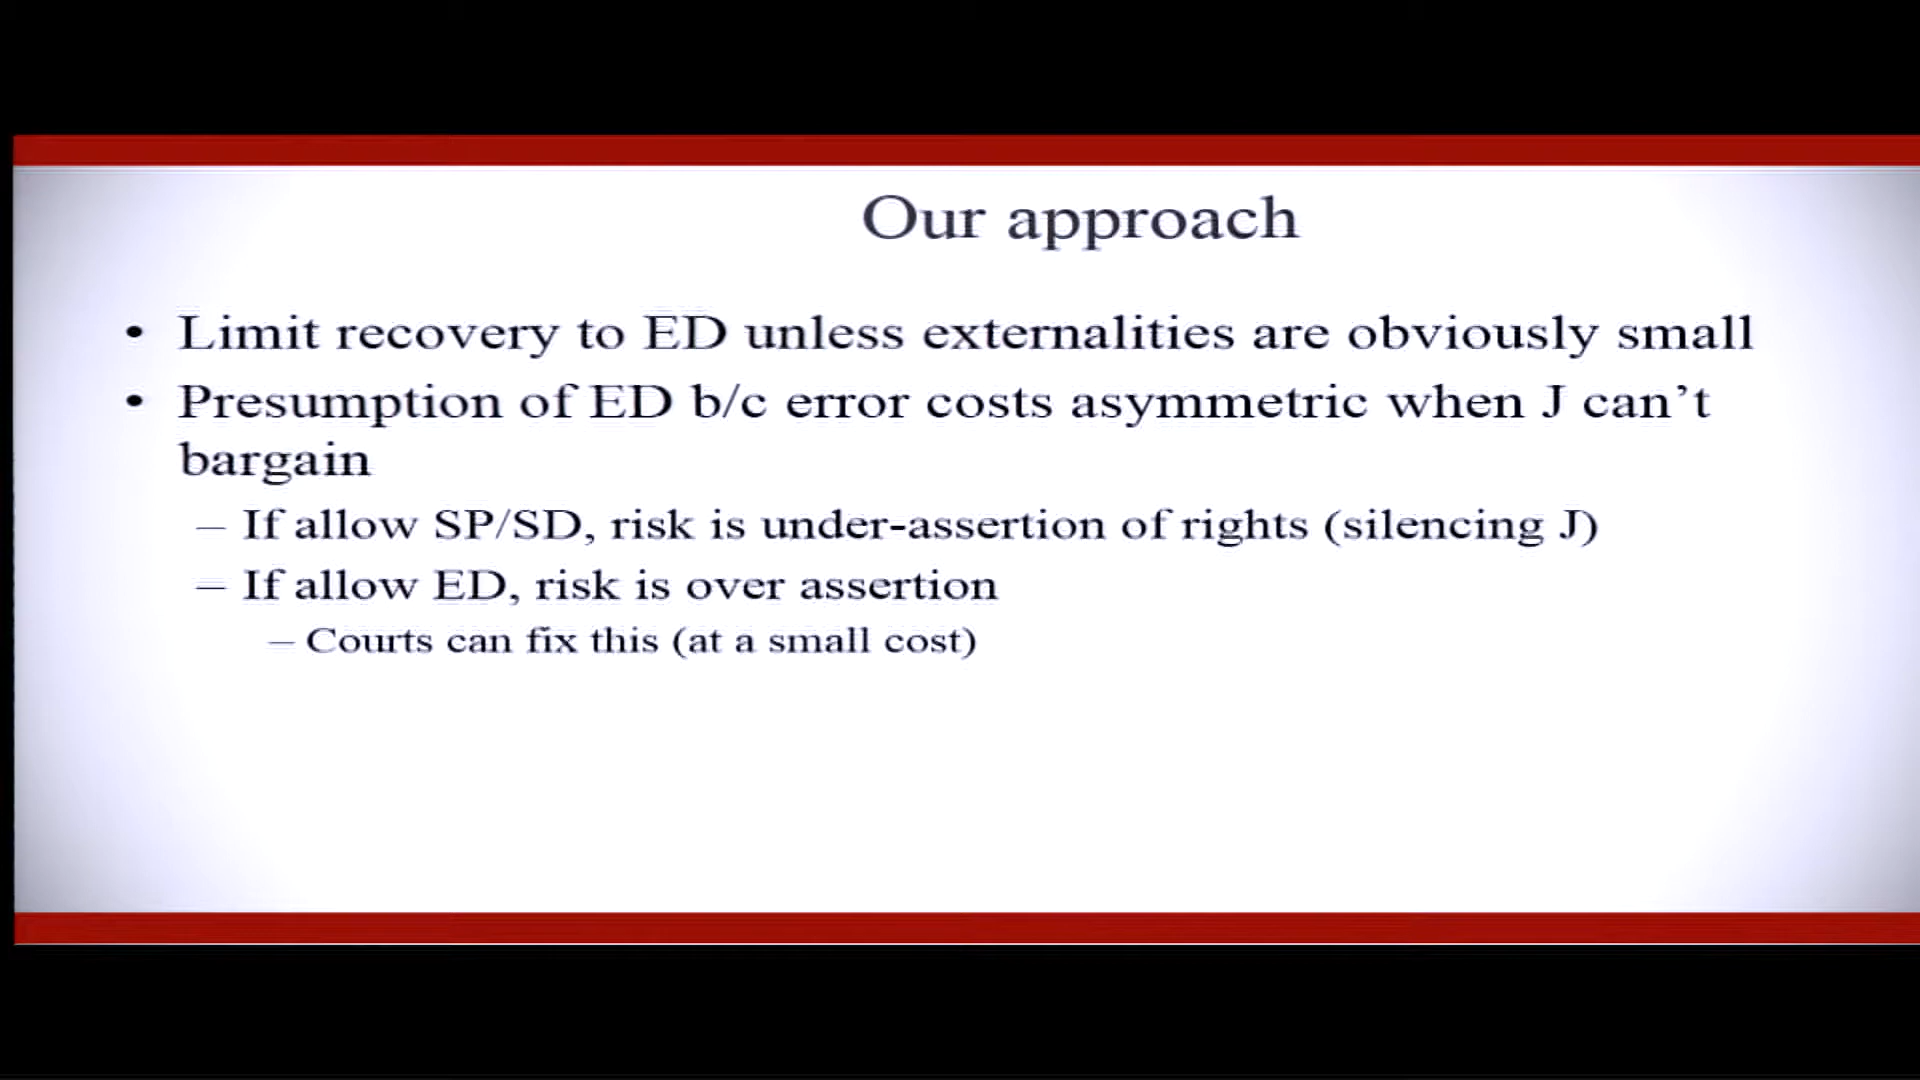 Our approach
• Limit recovery to ED unless externalities are obviously small
• Presumption of ED b/c error costs asymmetric when J can’t
bargain
– If allow SP/SD, risk is under-assertion of rights (silencing J)
– If allow ED, risk is over assertion
– Courts can fix this (at a small cost)